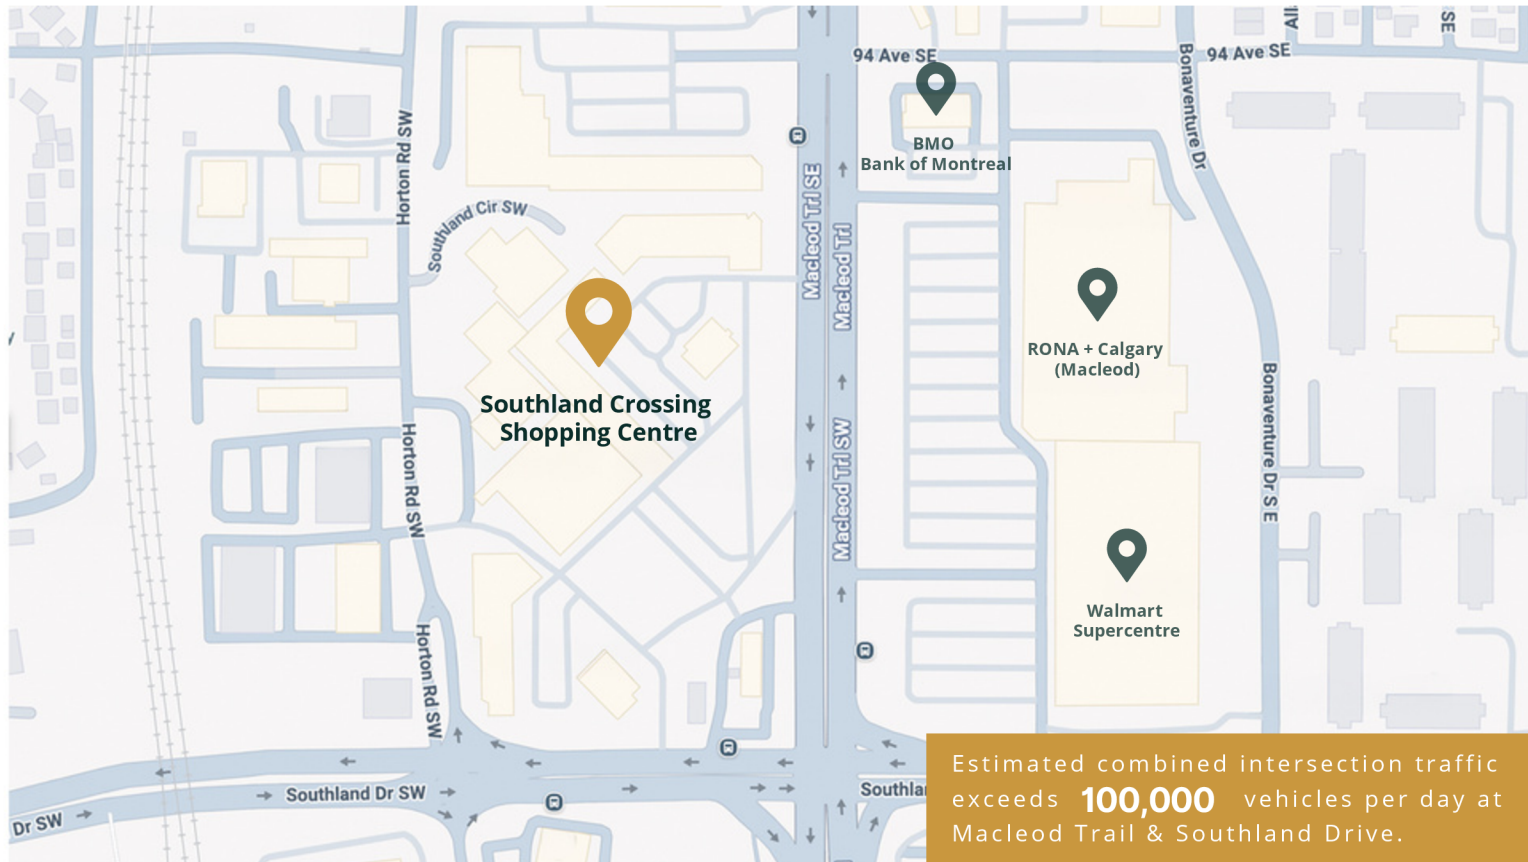 94 Ave SE
94 Ave SE
All
SE
Bonaventure Dr
BMO
Bank of Montreal
Horton Rd SW
Southland Cir SW
Macleod Trl SE
Macleod Trl
RONA + Calgary
(Macleod)
Southland Crossing
Shopping Centre
Horton Rd SW
Macleod Trl SW
Bonaventure Dr SE
Walmart
Supercentre
Horton Rd SW
Southland Dr SW
Dr SW
Southla
Estimated combined intersection traffic
exceeds 100,000 vehicles per day at
Macleod Trail & Southland Drive.